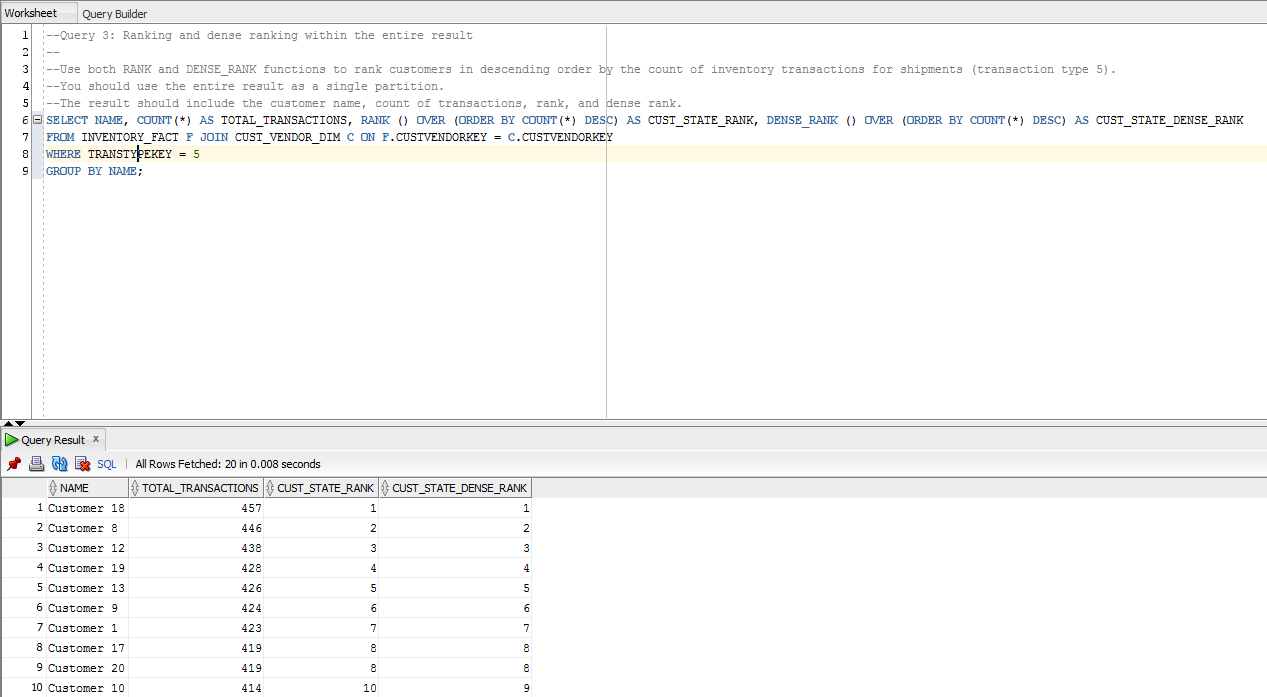 Worksheet Query Builder
1 --Query 3: Ranking and dense ranking within the entire result
2 --
3 --Use both RANK and DENSE_RANK functions to rank customers in descending order by the count of inventory transactions for shipments (transaction type 5).
4 --You should use the entire result as a single partition.
5 --The result should include the customer name, count of transactions, rank, and dense rank.
6 SELECT NAME, COUNT(*) AS TOTAL_TRANSACTIONS, RANK () OVER (ORDER BY COUNT(*) DESC) AS CUST_STATE_RANK, DENSE_RANK () OVER (ORDER BY COUNT(*) DESC) AS CUST_STATE_DENSE_RANK
7 FROM INVENTORY_FACT F JOIN CUST_VENDOR_DIM C ON F.CUSTVENDORKEY = C.CUSTVENDORKEY
8 WHERE TRANSTYPEKEY = 5
9 GROUP BY NAME;
Query Result x
SQL | All Rows Fetched: 20 in 0.008 seconds
NAME TOTAL_TRANSACTIONS CUST_STATE_RANK CUST_STATE_DENSE_RANK
1 Customer 18 457 1 1
2 Customer 8 446 2 2
3 Customer 12 438 3 3
4 Customer 19 428 4 4
5 Customer 13 426 5 5
6 Customer 9 424 6 6
7 Customer 1 423 7 7
8 Customer 17 419 8 8
9 Customer 20 419 8 8
10 Customer 10 414 10 9